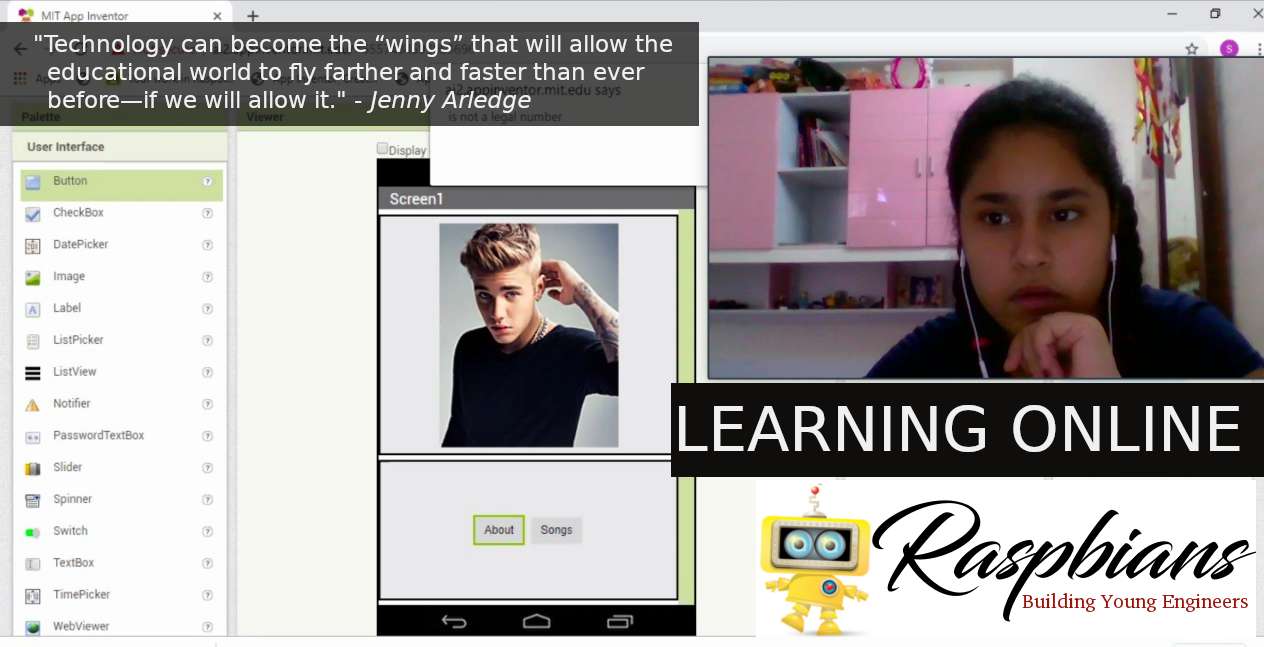 MIT App Inventor
"Technology can become the “wings” that will allow the
educational world to fly farther and faster than ever
before—if we will allow it." - Jenny Arledge
S
ai2.appinventor.mit.edu says
is not a legal number
Palette
Viewer
User Interface
Display
Button
CheckBox
DatePicker
Image
Label
ListPicker
ListView
Notifier
PasswordTextBox
Slider
Spinner
Switch
TextBox
TimePicker
WebViewer
Screen1
About
Songs
LEARNING ONLINE
Raspbians
Building Young Engineers